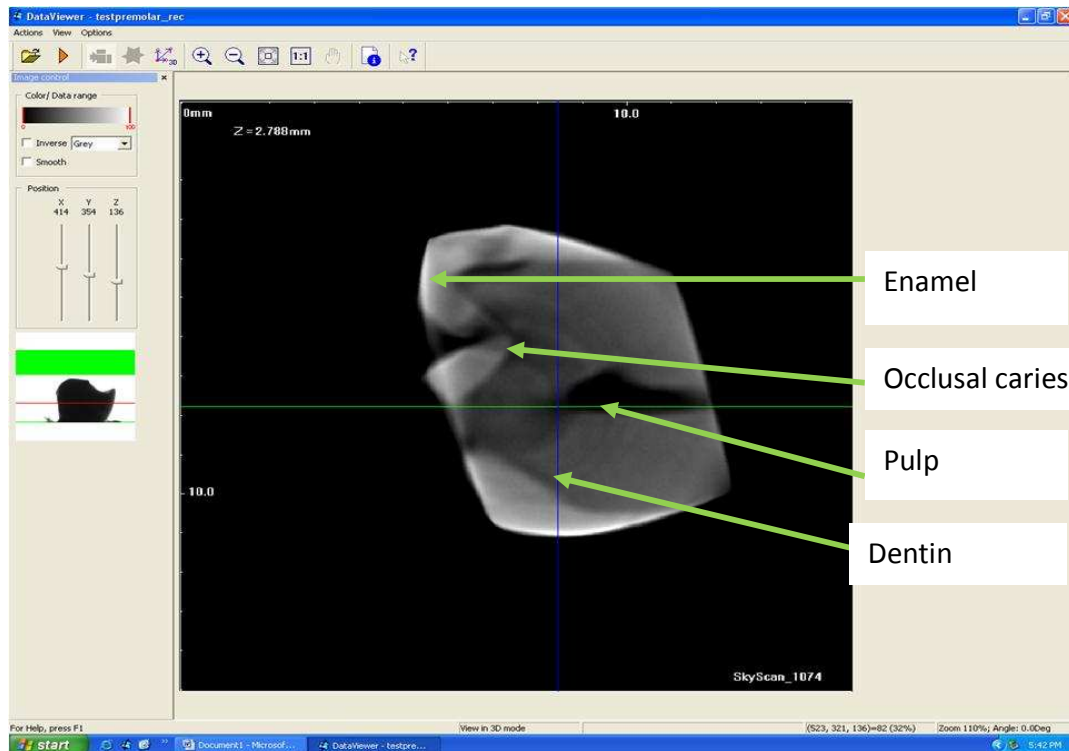 DataViewer - testpremolar_rec
Actions View Options
3D 1:1 ?
Image control
Color/ Data range
0 100
Inverse Grey
Smooth
Position
X Y Z
414 354 136
0mm 10.0
Z=2.788mm
10.0
SkyScan_1074
Enamel
Occlusal caries
Pulp
Dentin
For Help, press F1 View in 3D mode (523, 321, 136)=82 (32%) Zoom 110%; Angle: 0.0Deg
start Document1 - Microsof... DataViewer - testpre... 5:42 PM